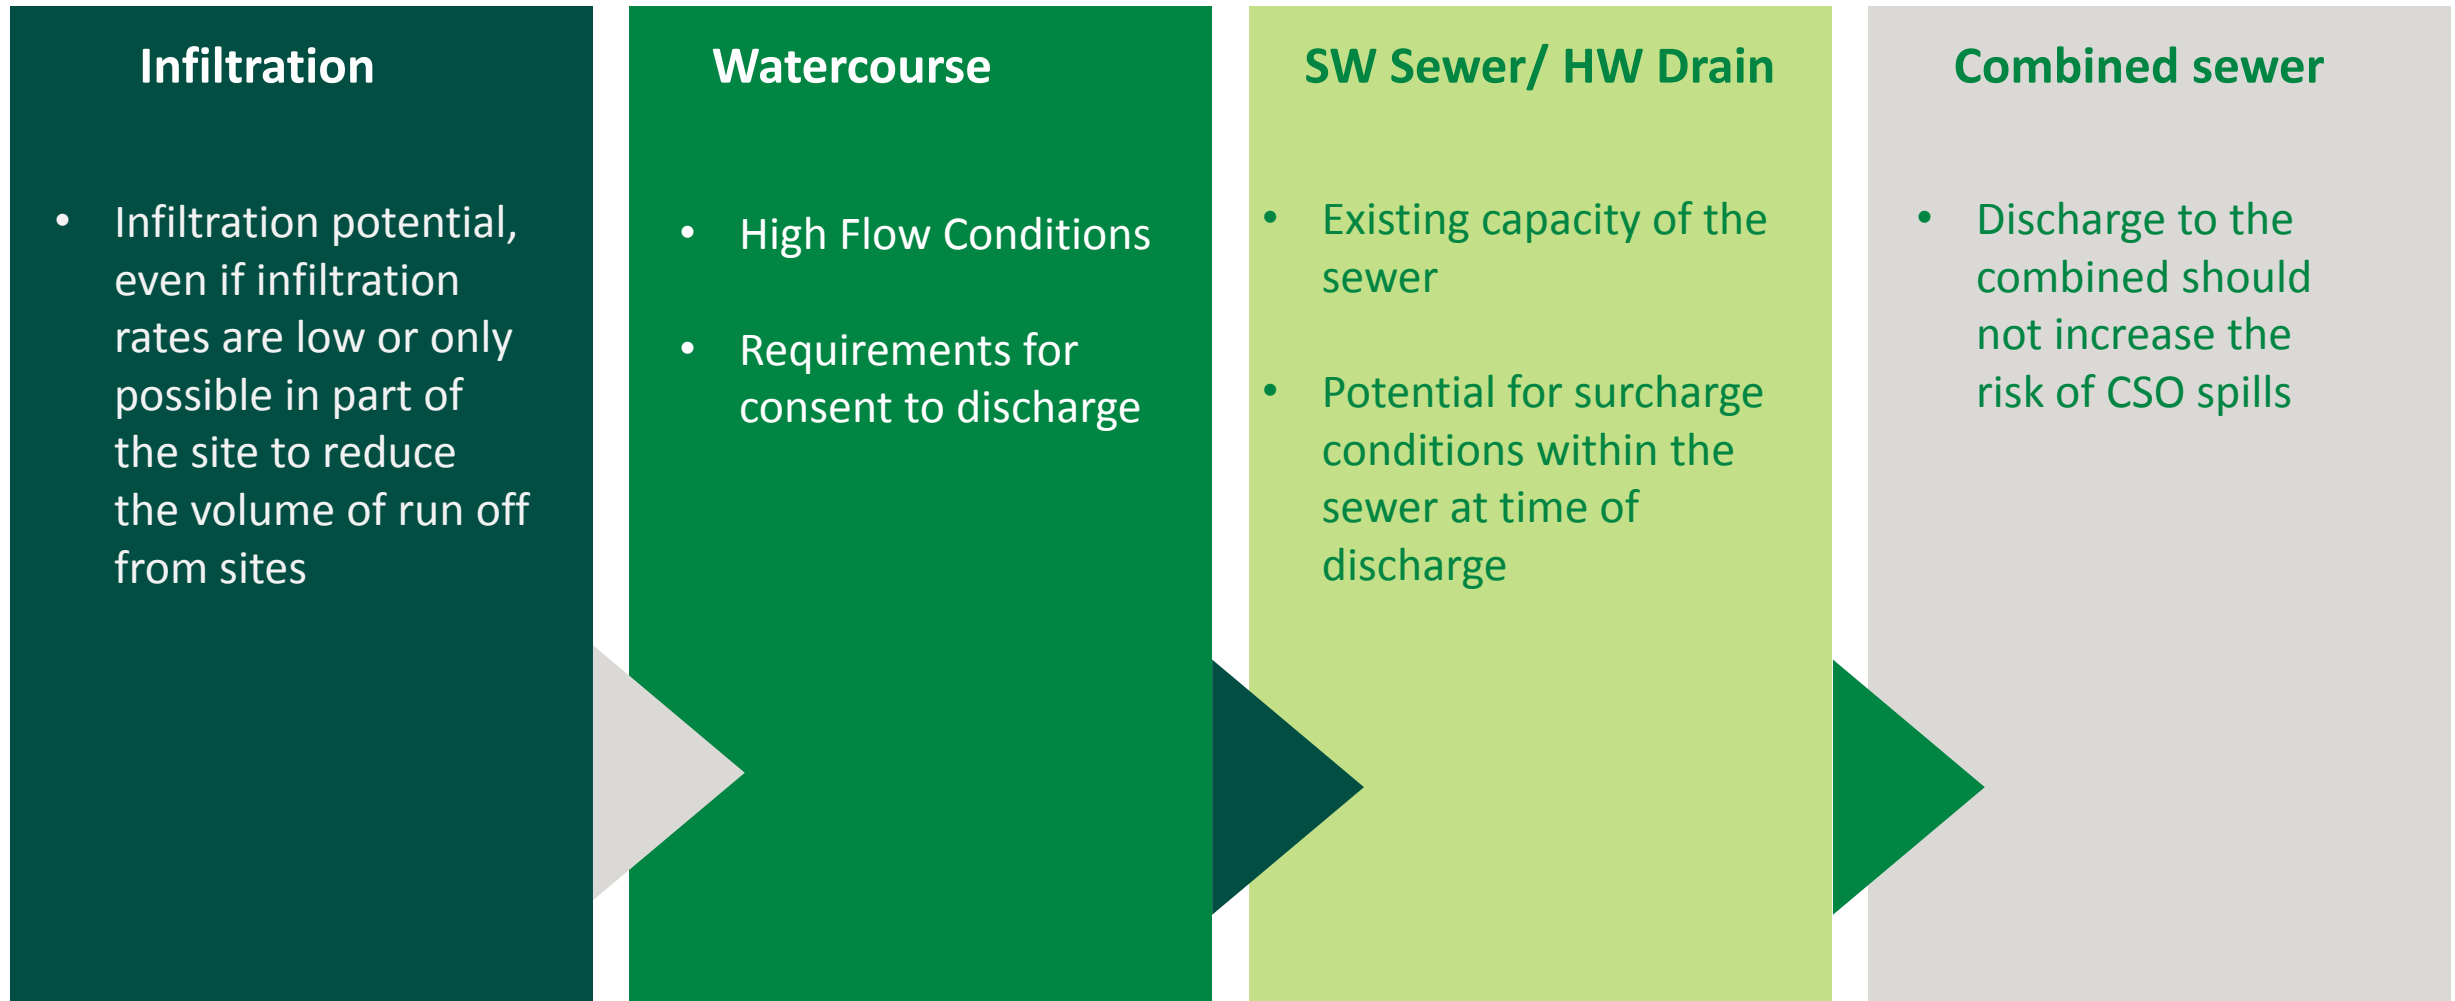 Infiltration
• Infiltration potential,
even if infiltration
rates are low or only
possible in part of
the site to reduce
the volume of run off
from sites
Watercourse
• High Flow Conditions
• Requirements for
consent to discharge
SW Sewer/ HW Drain
• Existing capacity of the
sewer
• Potential for surcharge
conditions within the
sewer at time of
discharge
Combined sewer
• Discharge to the
combined should
not increase the
risk of CSO spills